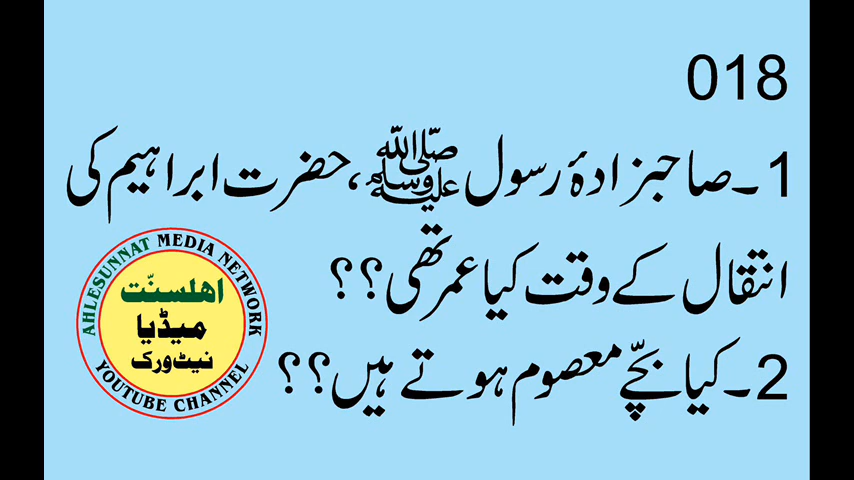 018
1۔صاحبزادۂ رسول ﷺ، حضرت ابراہیم کی
انتقال کے وقت کیا عمر تھی؟؟
2۔کیا بچّے معصوم ہوتے ہیں؟؟
AHLESUNNAT MEDIA NETWORK
اهلسنّت
میڈیا
نیٹ ورک
YOUTUBE CHANNEL